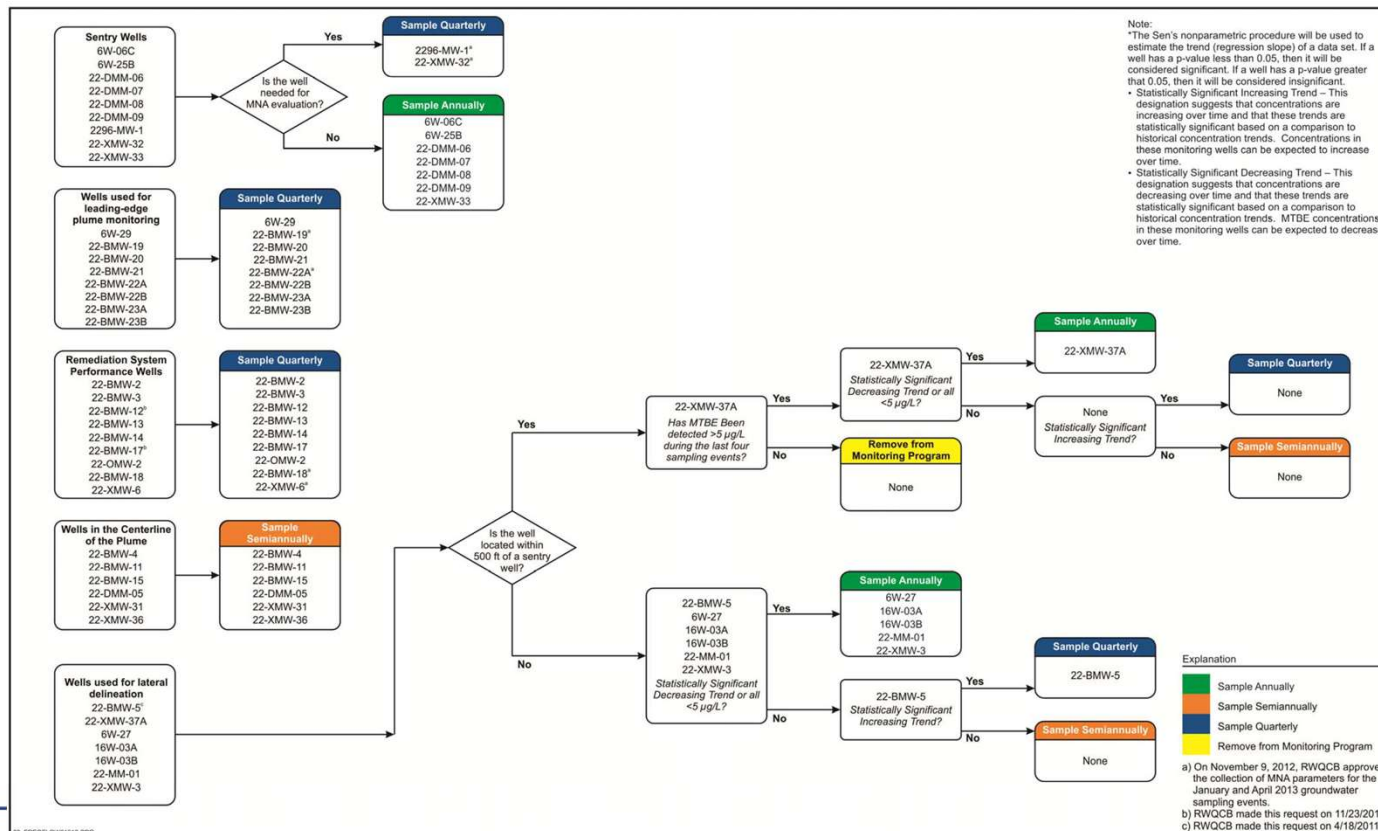 Sentry Wells
6W-06C
6W-25B
22-DMM-06
22-DMM-07
22-DMM-08
22-DMM-09
2296-MW-1
22-XMW-32
22-XMW-33
Is the well
needed for
MNA evaluation?
Yes
No
Sample Quarterly
2296-MW-1ª
22-XMW-32ª
Sample Annually
6W-06C
6W-25B
22-DMM-06
22-DMM-07
22-DMM-08
22-DMM-09
22-XMW-33
Wells used for
leading-edge
plume monitoring
6W-29
22-BMW-19
22-BMW-20
22-BMW-21
22-BMW-22A
22-BMW-22B
22-BMW-23A
22-BMW-23B
Sample Quarterly
6W-29
22-BMW-19ª
22-BMW-20
22-BMW-21
22-BMW-22Aª
22-BMW-22B
22-BMW-23A
22-BMW-23B
Remediation System
Performance Wells
22-BMW-2
22-BMW-3
22-BMW-12ᵇ
22-BMW-13
22-BMW-14
22-BMW-17ᵇ
22-OMW-2
22-BMW-18
22-XMW-6
Sample Quarterly
22-BMW-2
22-BMW-3
22-BMW-12
22-BMW-13
22-BMW-14
22-BMW-17
22-OMW-2
22-BMW-18ª
22-XMW-6ª
Wells in the Centerline
of the Plume
22-BMW-4
22-BMW-11
22-BMW-15
22-DMM-05
22-XMW-31
22-XMW-36
Sample
Semiannually
22-BMW-4
22-BMW-11
22-BMW-15
22-DMM-05
22-XMW-31
22-XMW-36
Wells used for lateral
delineation
22-BMW-5ᶜ
22-XMW-37A
6W-27
16W-03A
16W-03B
22-MM-01
22-XMW-3
Is the well
located within
500 ft of a sentry
well?
Yes
No
22-XMW-37A
Has MTBE Been
detected >5 µg/L
during the last four
sampling events?
Yes
No
22-XMW-37A
Statistically Significant
Decreasing Trend or all
<5 µg/L?
Yes
No
Remove from
Monitoring Program
None
Sample Annually
22-XMW-37A
None
Statistically Significant
Increasing Trend?
Yes
No
Sample Quarterly
None
Sample Semiannually
None
22-BMW-5
6W-27
16W-03A
16W-03B
22-MM-01
22-XMW-3
Statistically Significant
Decreasing Trend or all
<5 µg/L?
Yes
No
Sample Annually
6W-27
16W-03A
16W-03B
22-MM-01
22-XMW-3
22-BMW-5
Statistically Significant
Increasing Trend?
Yes
No
Sample Quarterly
22-BMW-5
Sample Semiannually
None
Note:
*The Sen's nonparametric procedure will be used to
estimate the trend (regression slope) of a data set. If a
well has a p-value less than 0.05, then it will be
considered significant. If a well has a p-value greater
that 0.05, then it will be considered insignificant.
• Statistically Significant Increasing Trend – This
designation suggests that concentrations are
increasing over time and that these trends are
statistically significant based on a comparison to
historical concentration trends. Concentrations in
these monitoring wells can be expected to increase
over time.
• Statistically Significant Decreasing Trend – This
designation suggests that concentrations are
decreasing over time and that these trends are
statistically significant based on a comparison to
historical concentration trends. MTBE concentrations
in these monitoring wells can be expected to decreas
over time.
Explanation
Sample Annually
Sample Semiannually
Sample Quarterly
Remove from Monitoring Program
a) On November 9, 2012, RWQCB approve
the collection of MNA parameters for the
January and April 2013 groundwater
sampling events.
b) RWQCB made this request on 11/23/201
c) RWQCB made this request on 4/18/2011